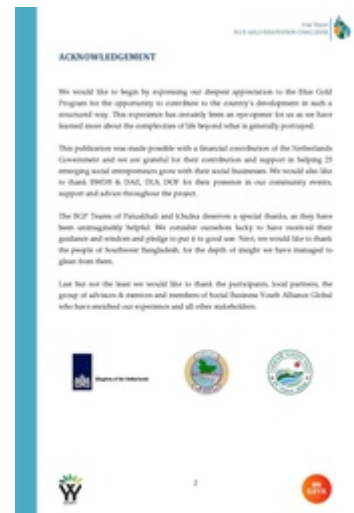 Final Report
BLUE GOLD INNOVATION CHALLENGE
ACKNOWLEDGEMENT
We would like to begin by expressing our deepest appreciation to the Blue Gold
Program for the opportunity to contribute to the country's development in such a
structured way. This experience has certainly been an eye-opener for us as we have
learned more about the complexities of life beyond what is generally portrayed.
This publication was made possible with a financial contribution of the Netherlands
Government and we are grateful for their contribution and support in helping 25
emerging social entrepreneurs grow with their social businesses. We would also like
to thank BWDB & DAE, DLS, DOF for their presence in our community events,
support and advice throughout the project.
The BGP Teams of Patuakhali and Khulna deserves a special thanks, as they have
been unimaginably helpful. We consider ourselves lucky to have received their
guidance and wisdom and pledge to put it to good use. Next, we would like to thank
the people of Southwest Bangladesh, for the depth of insight we have managed to
glean from them.
Last but not the least we would like to thank the participants, local partners, the
group of advisors & mentors and members of Social Business Youth Alliance Global
who have enriched our experience and all other stakeholders.
Kingdom of the Netherlands
2